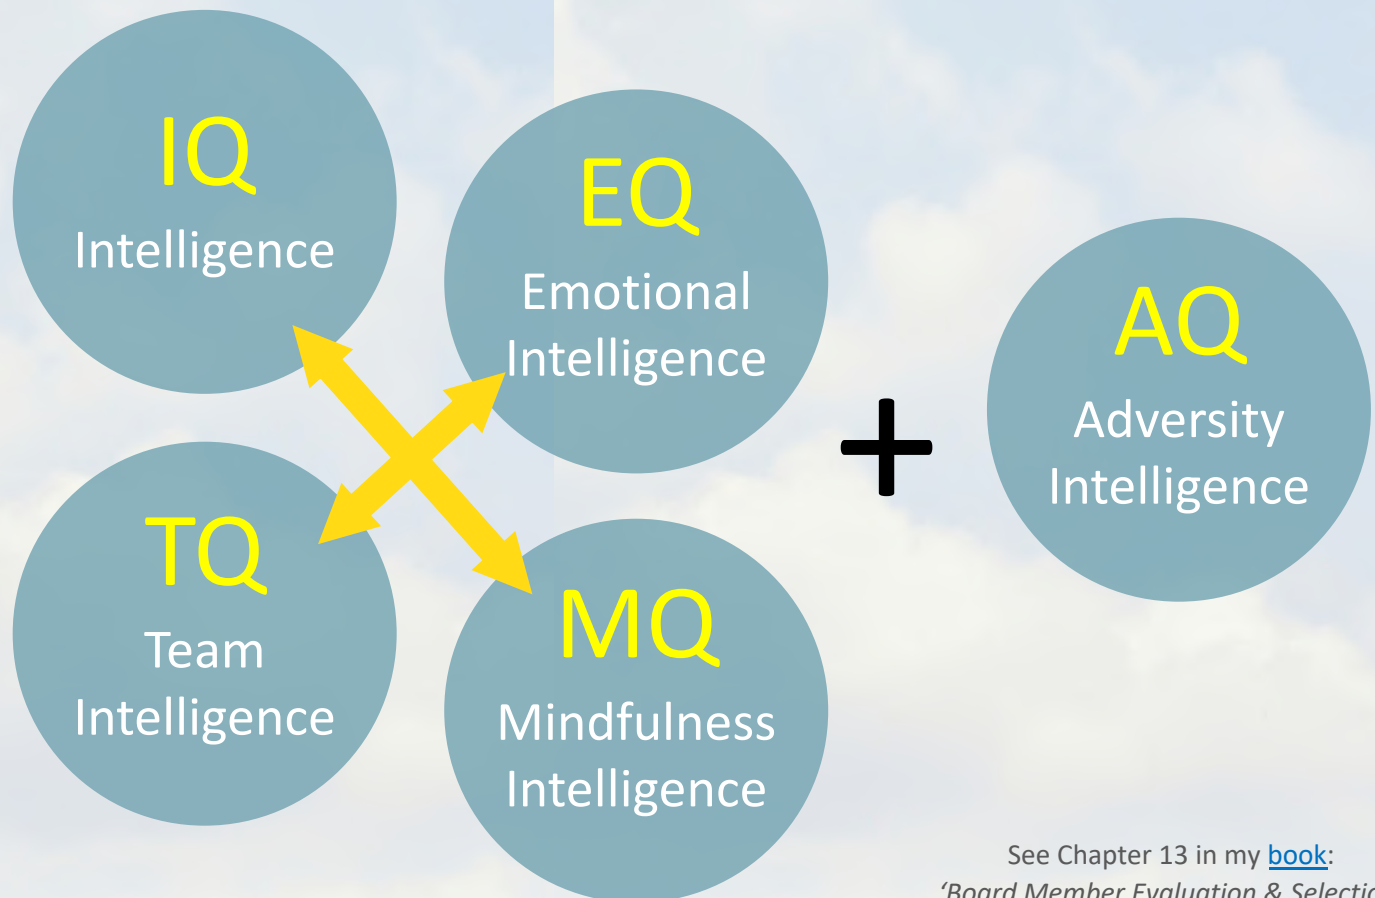 IQ
Intelligence
EQ
Emotional
Intelligence
AQ
Adversity
Intelligence
TQ
Team
Intelligence
MQ
Mindfulness
Intelligence
See Chapter 13 in my book:
‘Board Member Evaluation &